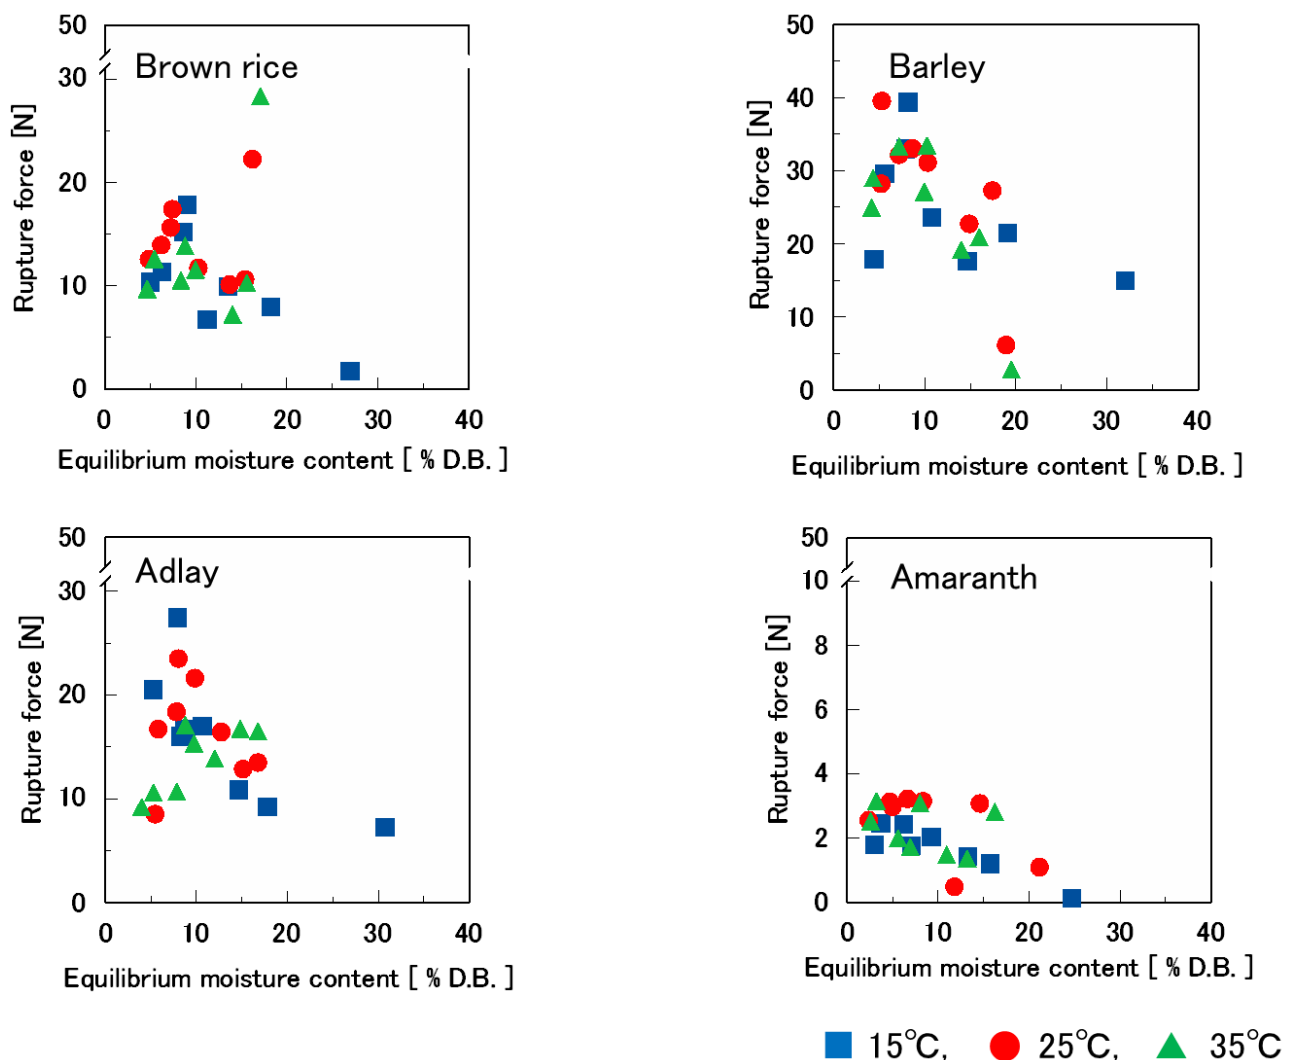 50
Brown rice
30
20
10
0
0 10 20 30 40
Rupture force [N]
Equilibrium moisture content [ % D.B. ]
50
Barley
40
30
20
10
0
0 10 20 30 40
Rupture force [N]
Equilibrium moisture content [ % D.B. ]
50
Adlay
30
20
10
0
0 10 20 30 40
Rupture force [N]
Equilibrium moisture content [ % D.B. ]
50
Amaranth
10
8
6
4
2
0
0 10 20 30 40
Rupture force [N]
Equilibrium moisture content [ % D.B. ]
15℃, 25℃, 35℃